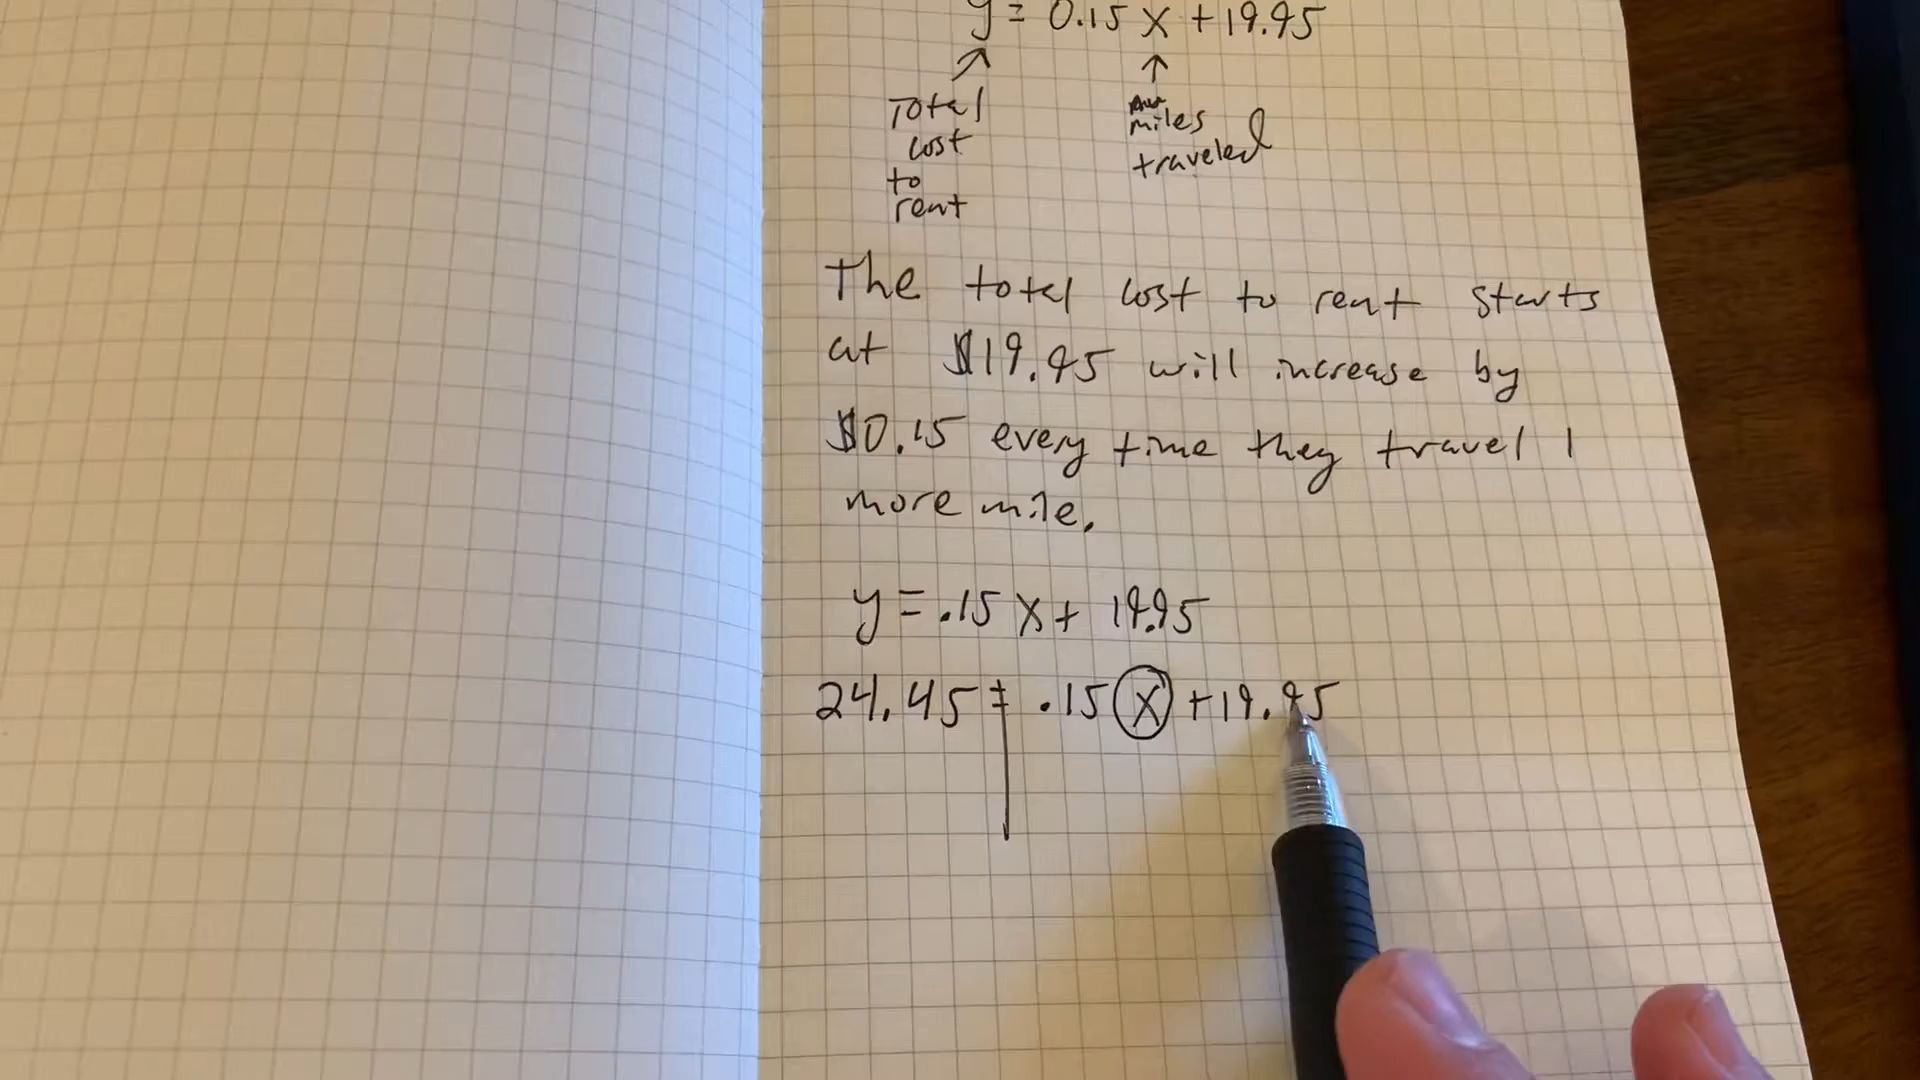 y = 0.15 x + 19.95
Total
cost
to
rent
miles
traveled
The total cost to rent starts
at $19.95 will increase by
$0.15 every time they travel 1
more mile.
y = .15 x + 19.95
24.45 = .15 x + 19.95